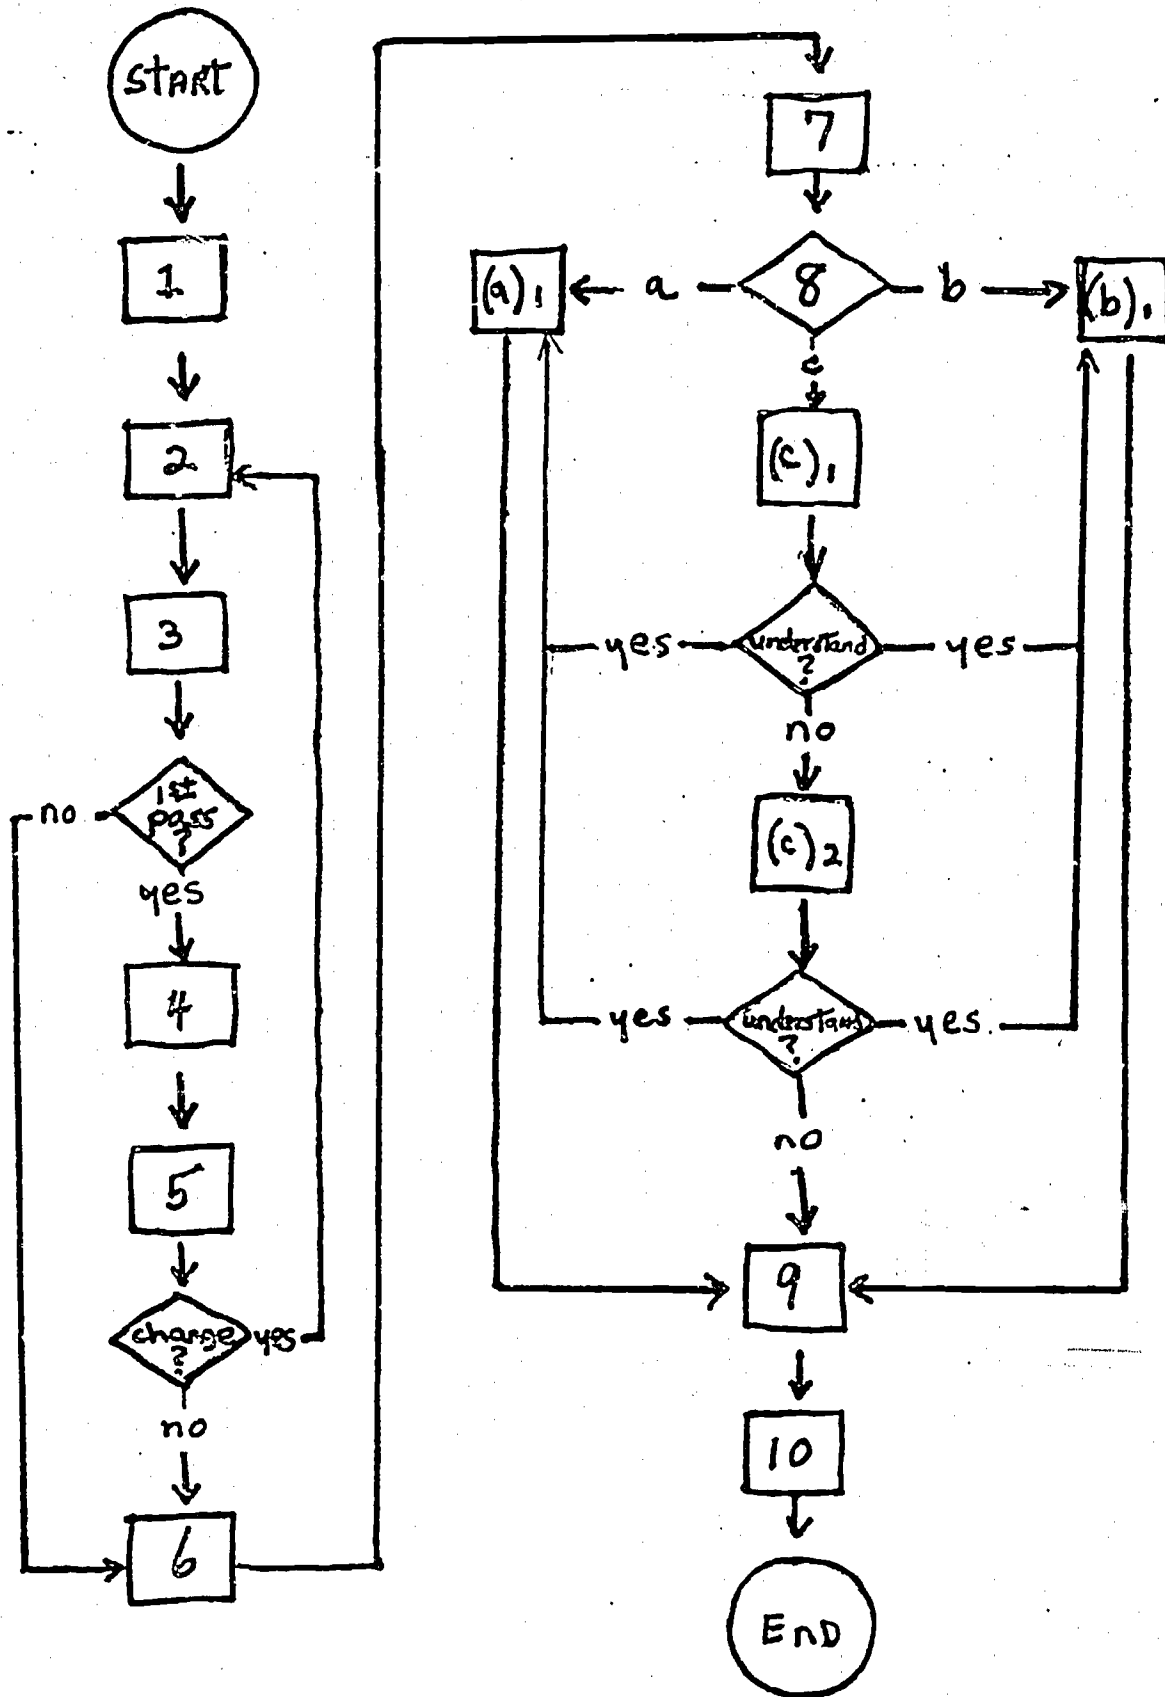 START
1
2
3
1st
pass
?
no
yes
4
5
change
?
yes
no
6
7
8
a
(a)₁
b
(b)₁
c
(c)₁
understand
?
yes
yes
no
(c)₂
understand
?
yes
yes
no
9
10
END